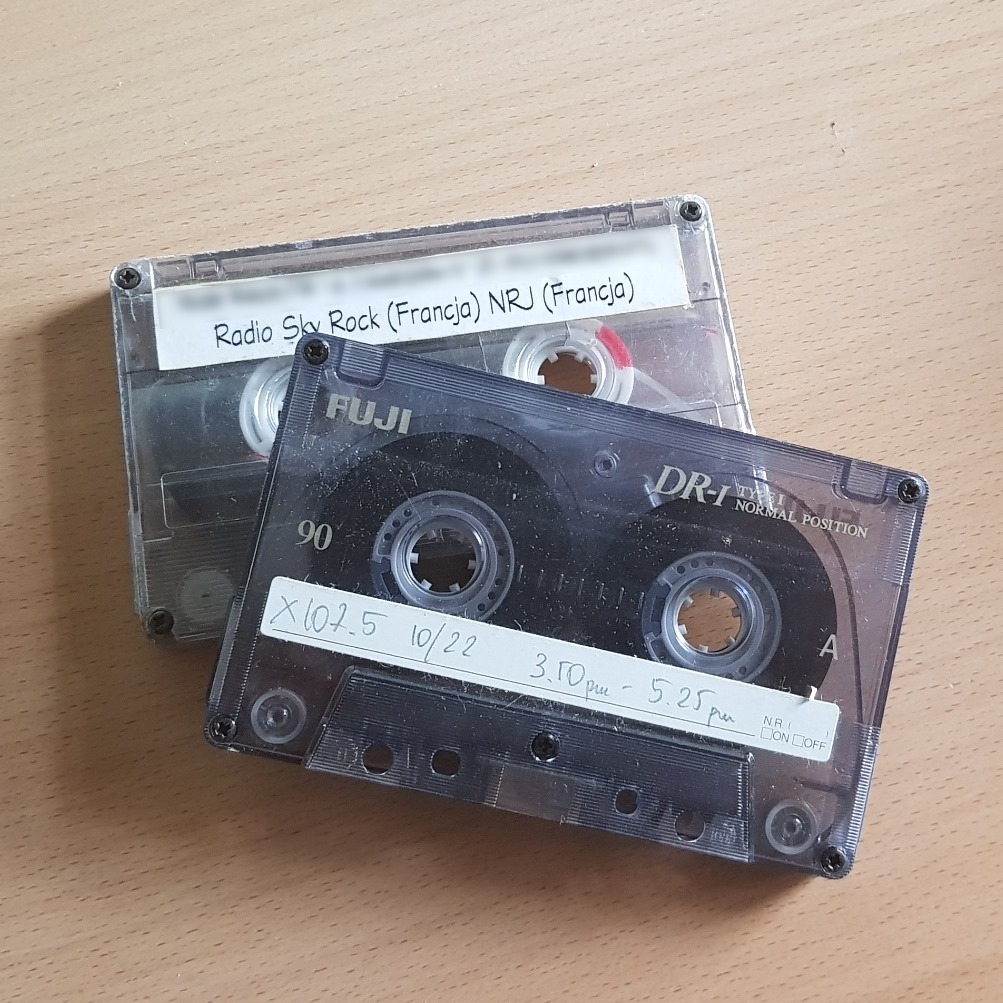 Radio Sky Rock (Francja) NRJ (Francja)
FUJI
DR-I TYPE I
NORMAL POSITION
90
A
X107.5 10/22 3.50pm - 5.25pm
N.R. (
□ON □OFF